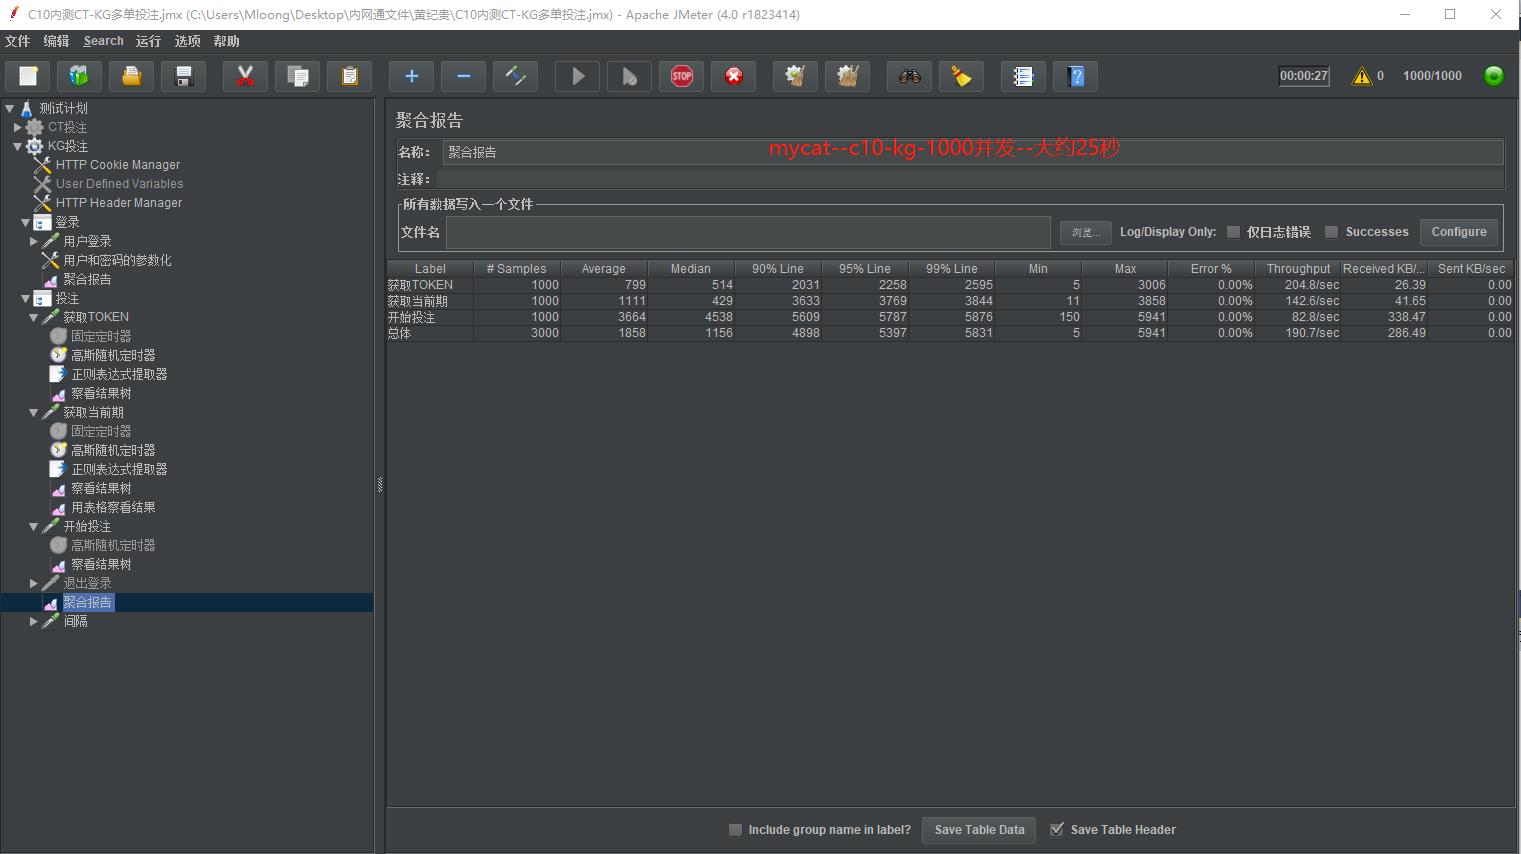 C10内测CT-KG多单投注.jmx (C:\Users\Mloong\Desktop\内网通文件\黄纪贵\C10内测CT-KG多单投注.jmx) - Apache JMeter (4.0 r1823414)
文件 编辑 Search 运行 选项 帮助
STOP 00:00:27 0 1000/1000
测试计划
CT投注
KG投注
HTTP Cookie Manager
User Defined Variables
HTTP Header Manager
登录
用户登录
用户和密码的参数化
聚合报告
投注
获取TOKEN
固定定时器
高斯随机定时器
正则表达式提取器
察看结果树
获取当前期
固定定时器
高斯随机定时器
正则表达式提取器
察看结果树
用表格察看结果
开始投注
高斯随机定时器
察看结果树
退出登录
聚合报告
间隔
聚合报告
名称： 聚合报告
mycat--c10-kg-1000并发--大约25秒
注释：
所有数据写入一个文件
文件名 浏览... Log/Display Only: 仅日志错误 Successes Configure
Label # Samples Average Median 90% Line 95% Line 99% Line Min Max Error % Throughput Received KB/... Sent KB/sec
获取TOKEN 1000 799 514 2031 2258 2595 5 3006 0.00% 204.8/sec 26.39 0.00
获取当前期 1000 1111 429 3633 3769 3844 11 3858 0.00% 142.6/sec 41.65 0.00
开始投注 1000 3664 4538 5609 5787 5876 150 5941 0.00% 82.8/sec 338.47 0.00
总体 3000 1858 1156 4898 5397 5831 5 5941 0.00% 190.7/sec 286.49 0.00
Include group name in label? Save Table Data Save Table Header